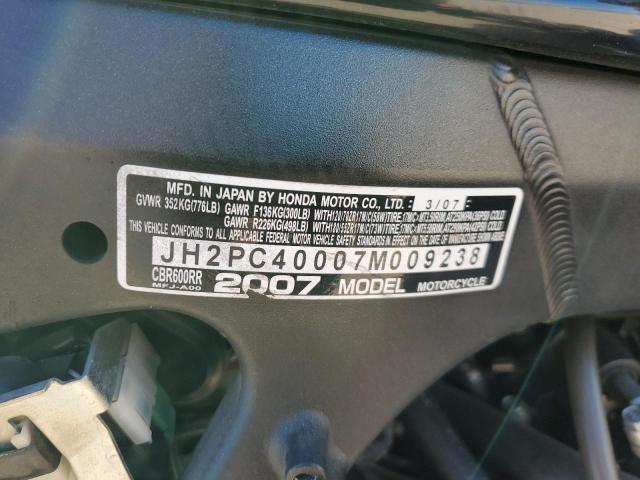 MFD. IN JAPAN BY HONDA MOTOR CO., LTD. 3/07
GVWR 352KG(776LB) GAWR F136KG(300LB) WITH
GAWR R226KG(498LB) WITH
THIS VEHICLE CONFORMS TO ALL APPLICABLE FEDERAL MOTOR VEHICLE SAFETY STANDARDS IN EFFECT ON THE DATE OF MANUFACTURE SHOWN ABOVE.
JH2PC40007M009238
CBR600RR 2007 MODEL MOTORCYCLE
MFJ-A00